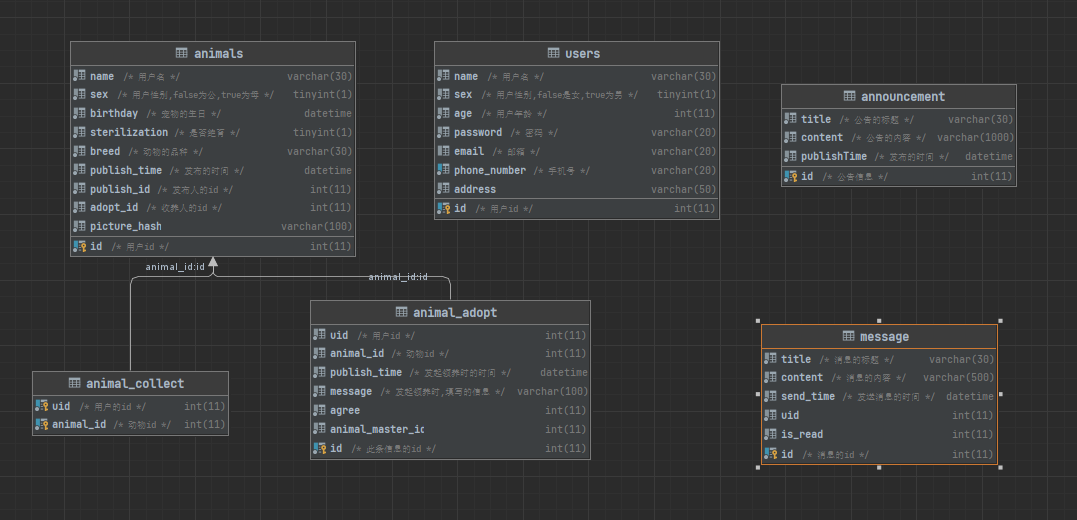 animals
name /* 用户名 */ varchar(30)
sex /* 用户性别,false为公,true为母 */ tinyint(1)
birthday /* 宠物的生日 */ datetime
sterilization /* 是否绝育 */ tinyint(1)
breed /* 动物的品种 */ varchar(30)
publish_time /* 发布的时间 */ datetime
publish_id /* 发布人的id */ int(11)
adopt_id /* 收养人的id */ int(11)
picture_hash varchar(100)
id /* 用户id */ int(11)
users
name /* 用户名 */ varchar(30)
sex /* 用户性别,false是女,true为男 */ tinyint(1)
age /* 用户年龄 */ int(11)
password /* 密码 */ varchar(20)
email /* 邮箱 */ varchar(20)
phone_number /* 手机号 */ varchar(20)
address varchar(50)
id /* 用户id */ int(11)
announcement
title /* 公告的标题 */ varchar(30)
content /* 公告的内容 */ varchar(1000)
publishTime /* 发布的时间 */ datetime
id /* 公告信息 */ int(11)
animal_id:id
animal_id:id
animal_collect
uid /* 用户的id */ int(11)
animal_id /* 动物id */ int(11)
animal_adopt
uid /* 用户id */ int(11)
animal_id /* 动物id */ int(11)
publish_time /* 发起领养时的时间 */ datetime
message /* 发起领养时,填写的信息 */ varchar(100)
agree int(11)
animal_master_id int(11)
id /* 此条信息的id */ int(11)
message
title /* 消息的标题 */ varchar(30)
content /* 消息的内容 */ varchar(500)
send_time /* 发送消息的时间 */ datetime
uid int(11)
is_read int(11)
id /* 消息的id */ int(11)